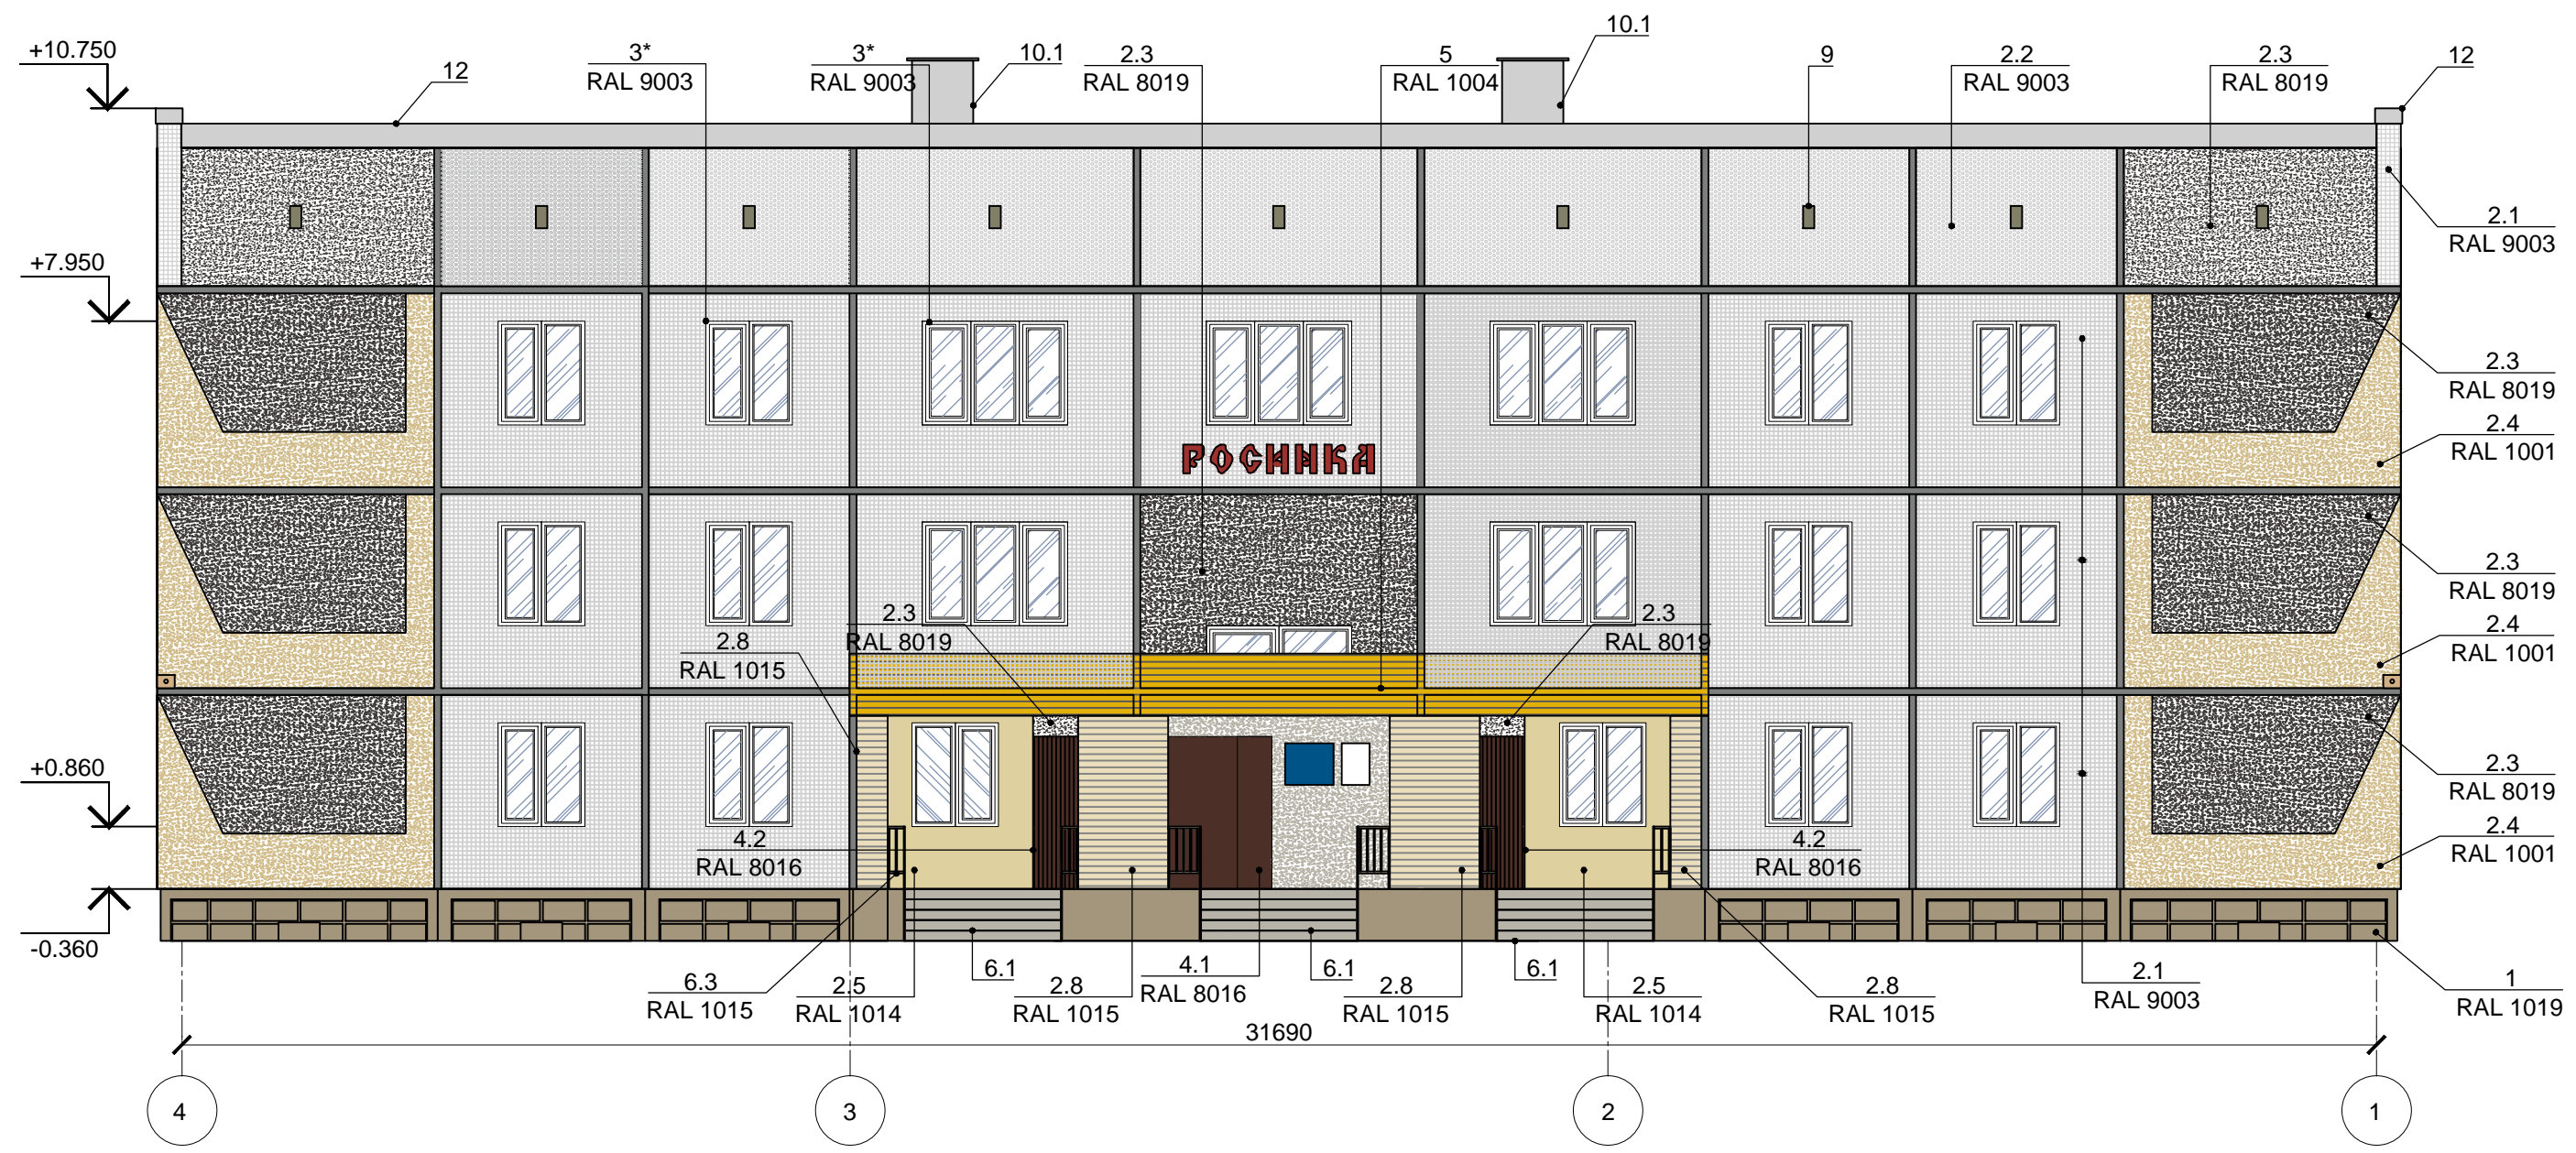 10.1
+10.750
3*
RAL 9003
3*
RAL 9003
10.1
2.3
RAL 8019
5
RAL 1004
9
2.2
RAL 9003
2.3
RAL 8019
12
12
2.1
RAL 9003
+7.950
2.3
RAL 8019
2.4
RAL 1001
РОСИНКА
2.3
RAL 8019
2.3
RAL 8019
2.3
RAL 8019
2.8
RAL 1015
2.4
RAL 1001
+0.860
2.3
RAL 8019
4.2
RAL 8016
4.2
RAL 8016
2.4
RAL 1001
-0.360
6.3
RAL 1015
2.5
RAL 1014
6.1
2.8
RAL 1015
4.1
RAL 8016
6.1
2.8
RAL 1015
6.1
2.5
RAL 1014
2.8
RAL 1015
2.1
RAL 9003
1
RAL 1019
31690
4
3
2
1